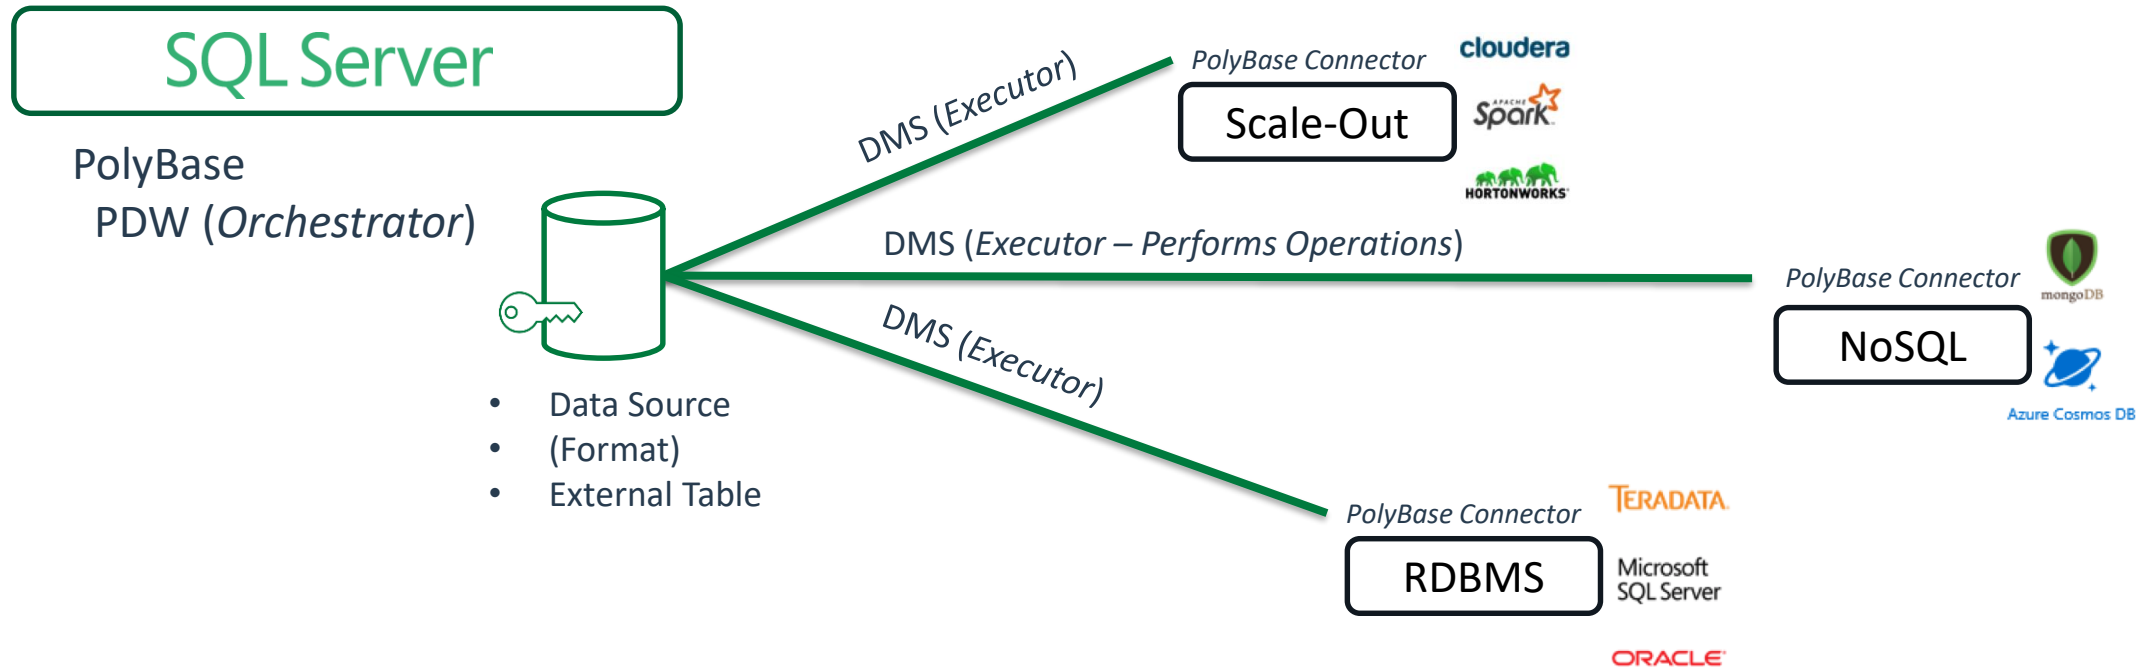 SQL Server
PolyBase
PDW (Orchestrator)
• Data Source
• (Format)
• External Table
DMS (Executor)
PolyBase Connector
Scale-Out
cloudera
APACHE
Spark
HORTONWORKS
DMS (Executor – Performs Operations)
PolyBase Connector
NoSQL
mongoDB
Azure Cosmos DB
DMS (Executor)
PolyBase Connector
RDBMS
TERADATA.
Microsoft
SQL Server
ORACLE